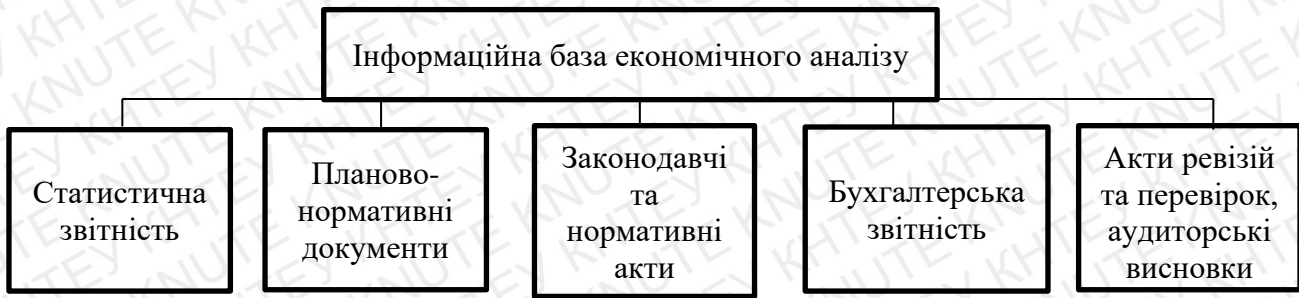 Інформаційна база економічного аналізу
Статистична
звітність
Планово-
нормативні
документи
Законодавчі
та
нормативні
акти
Бухгалтерська
звітність
Акти ревізій
та перевірок,
аудиторські
висновки